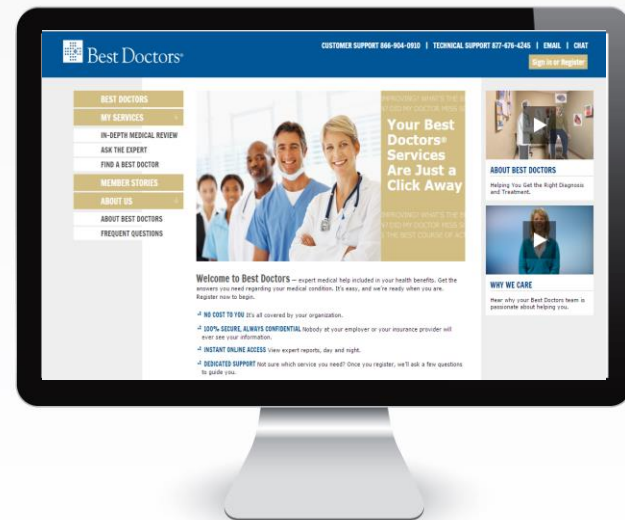 Best Doctors®
CUSTOMER SUPPORT 866-904-0910 | TECHNICAL SUPPORT 877-676-4245 | EMAIL | CHAT
Sign In or Register
BEST DOCTORS
MY SERVICES
IN-DEPTH MEDICAL REVIEW
ASK THE EXPERT
FIND A BEST DOCTOR
MEMBER STORIES
ABOUT US
ABOUT BEST DOCTORS
FREQUENT QUESTIONS
Your Best
Doctors®
Services
Are Just a
Click Away
Welcome to Best Doctors — expert medical help included in your health benefits. Get the
answers you need regarding your medical condition. It's easy, and we're ready when you are.
Register now to begin.
NO COST TO YOU It's all covered by your organization.
100% SECURE, ALWAYS CONFIDENTIAL Nobody at your employer or your insurance provider will
ever see your information.
INSTANT ONLINE ACCESS View expert reports, day and night.
DEDICATED SUPPORT Not sure which service you need? Once you register, we'll ask a few questions
to guide you.
ABOUT BEST DOCTORS
Helping You Get the Right Diagnosis
and Treatment.
WHY WE CARE
Hear why your Best Doctors team is
passionate about helping you.